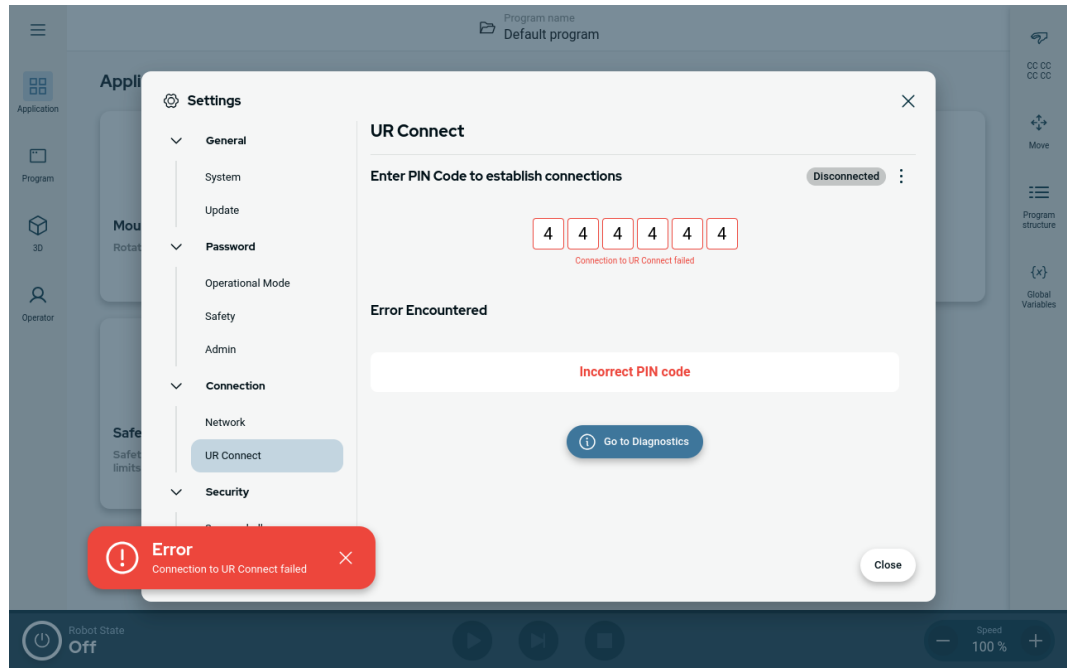 Program name
Default program
Application
Program
3D
Operator
Appli
Mou
Rotat
Safe
Safet
limits
Settings
General
System
Update
Password
Operational Mode
Safety
Admin
Connection
Network
UR Connect
Security
UR Connect
Enter PIN Code to establish connections
Disconnected
4 4 4 4 4 4
Connection to UR Connect failed
Error Encountered
Incorrect PIN code
Go to Diagnostics
Close
Error
Connection to UR Connect failed
CC CC
CC CC
Move
Program
structure
{x}
Global
Variables
Robot State
Off
Speed
100 %